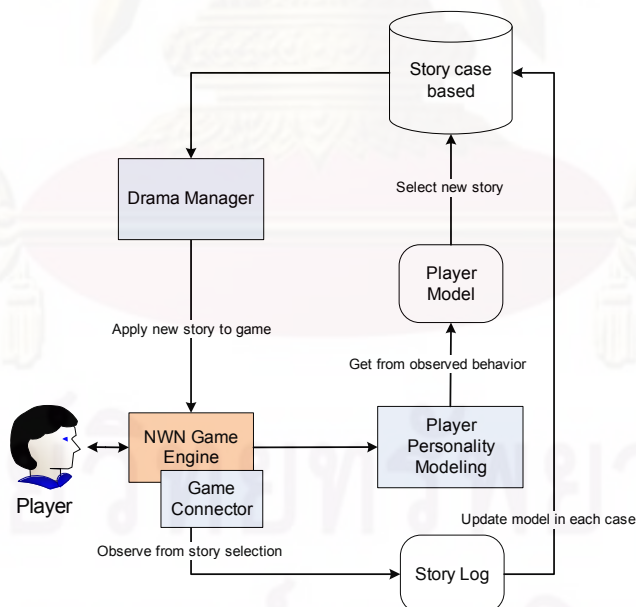 Story case
based
Drama Manager
Select new story
Player
Model
Apply new story to game
Get from observed behavior
NWN Game
Engine
Player
Personality
Modeling
Player
Game
Connector
Update model in each case
Observe from story selection
Story Log